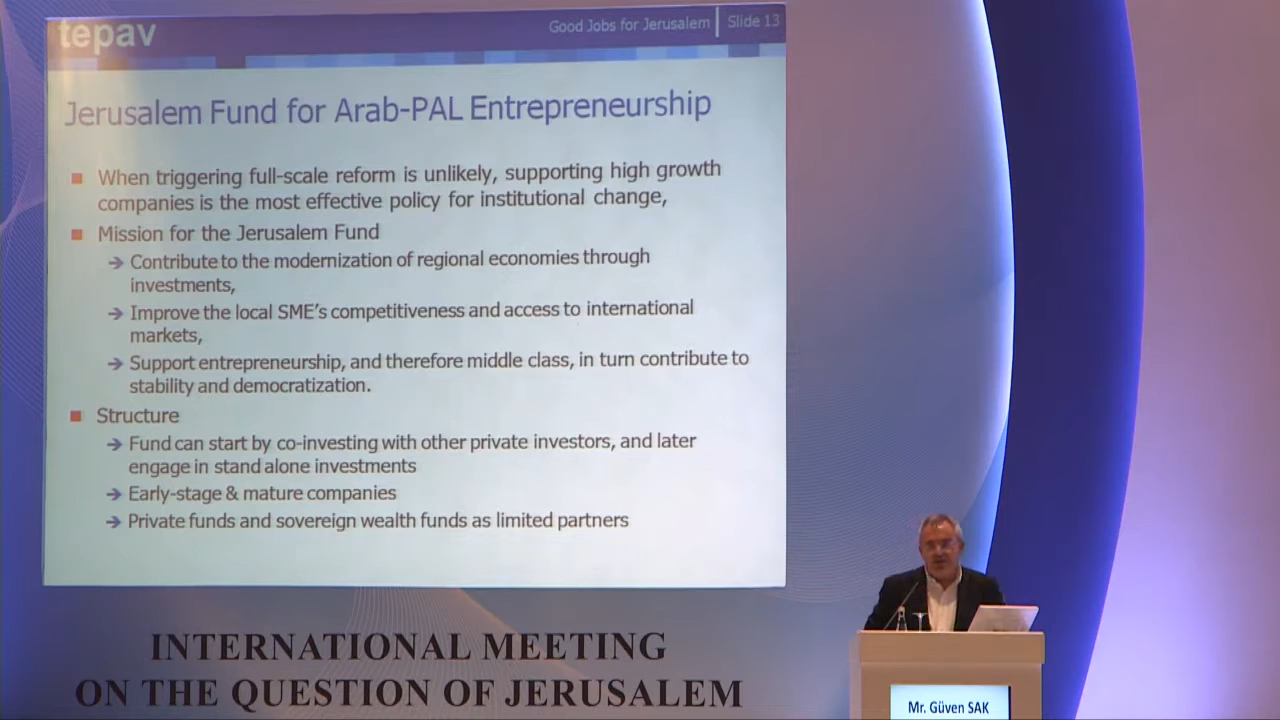 tepav
Good Jobs for Jerusalem | Slide 13
Jerusalem Fund for Arab-PAL Entrepreneurship
When triggering full-scale reform is unlikely, supporting high growth
companies is the most effective policy for institutional change,
Mission for the Jerusalem Fund
Contribute to the modernization of regional economies through
investments,
Improve the local SME's competitiveness and access to international
markets,
Support entrepreneurship, and therefore middle class, in turn contribute to
stability and democratization.
Structure
Fund can start by co-investing with other private investors, and later
engage in stand alone investments
Early-stage & mature companies
Private funds and sovereign wealth funds as limited partners
INTERNATIONAL MEETING
ON THE QUESTION OF JERUSALEM
Mr. Güven SAK